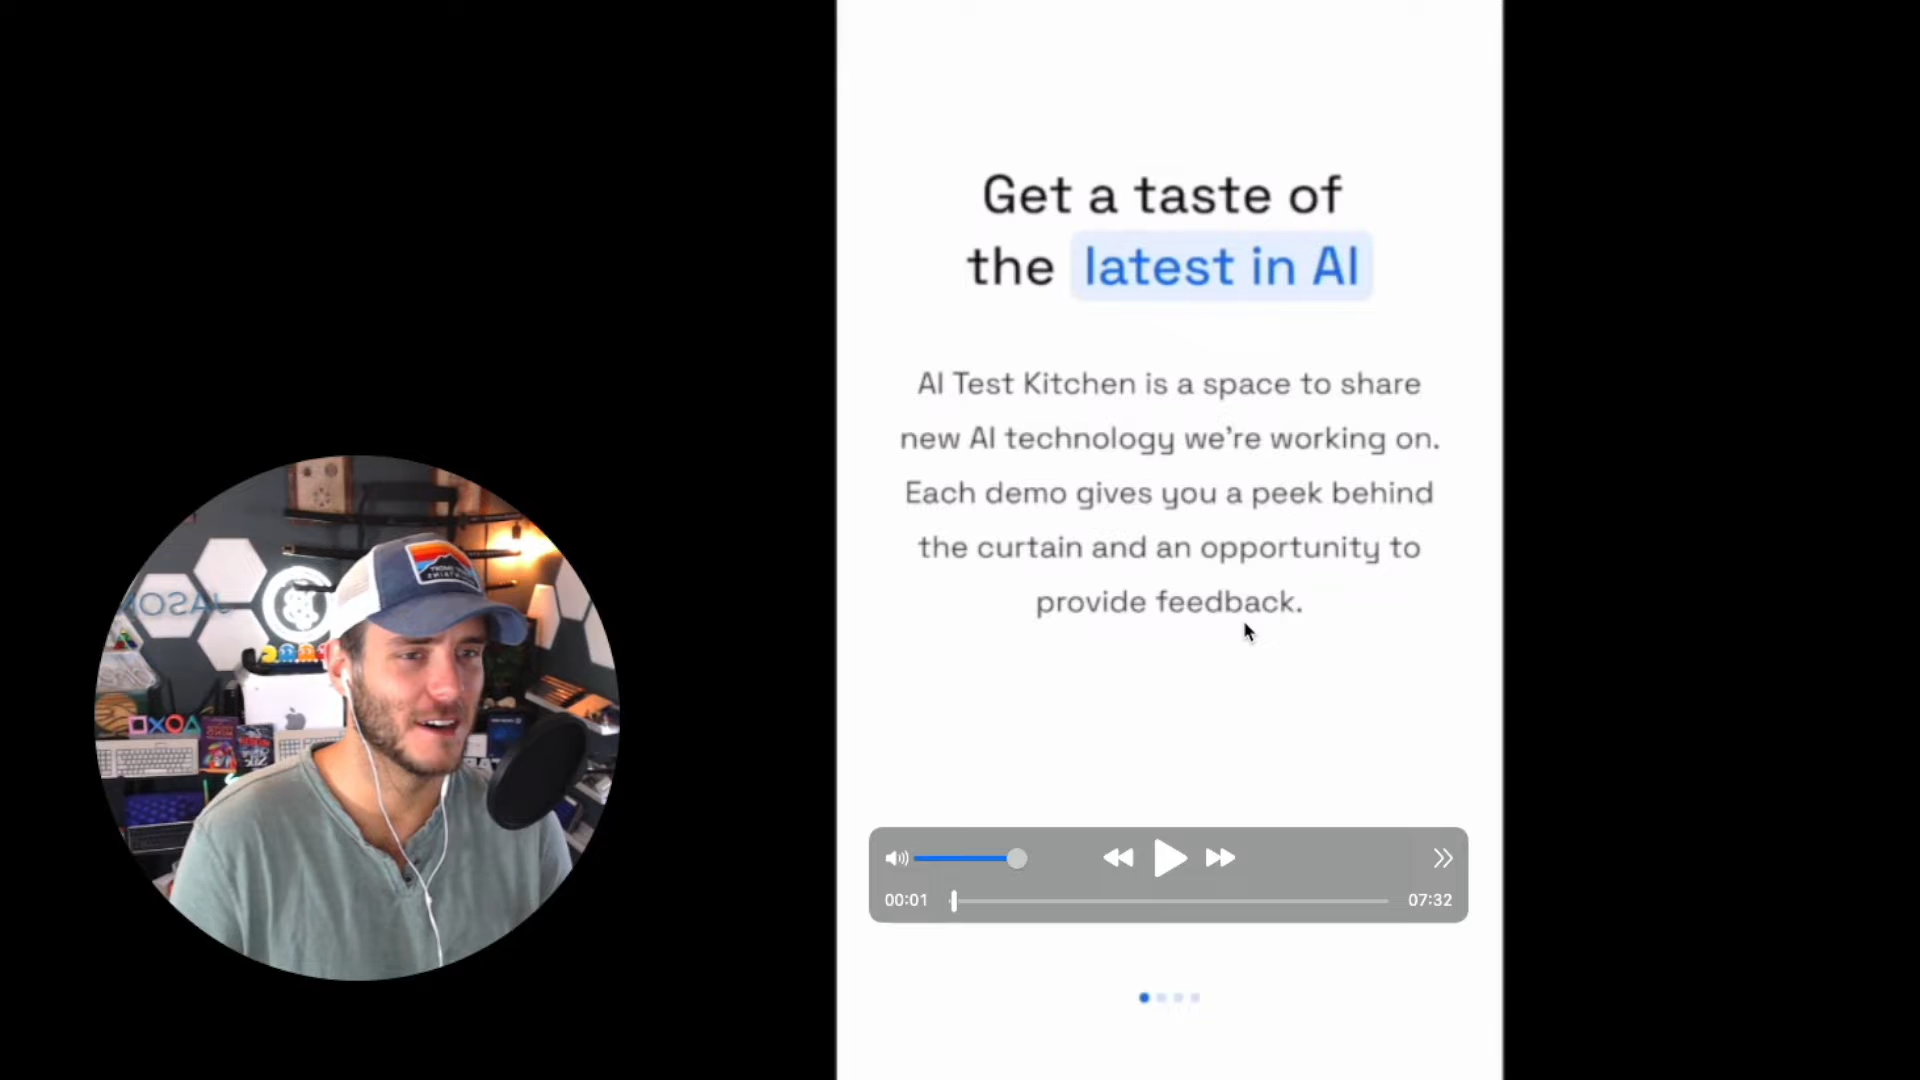 Get a taste of
the latest in AI
AI Test Kitchen is a space to share
new AI technology we're working on.
Each demo gives you a peek behind
the curtain and an opportunity to
provide feedback.
00:01
07:32
JASON